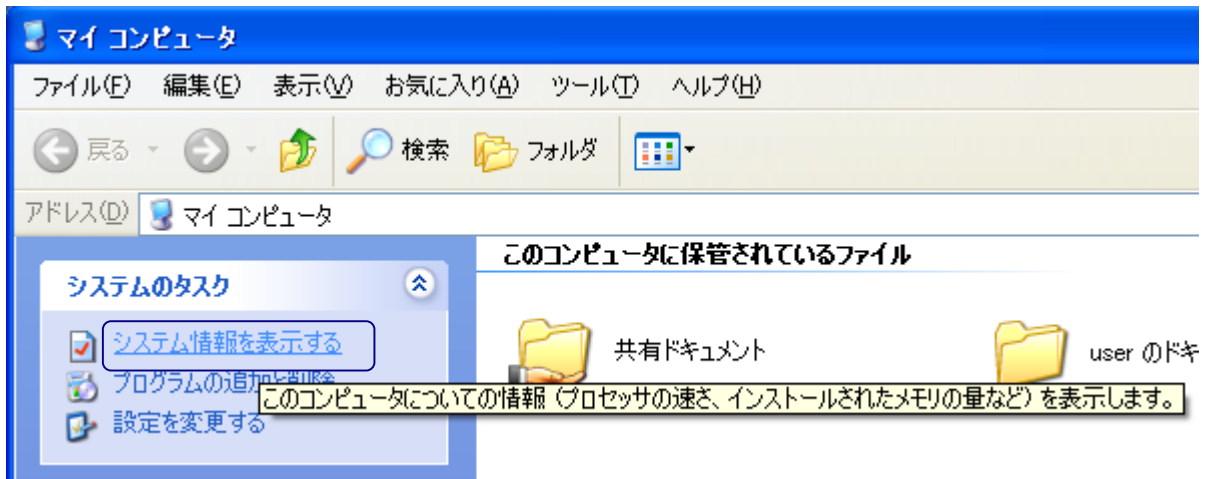 マイ コンピュータ
ファイル(F) 編集(E) 表示(V) お気に入り(A) ツール(T) ヘルプ(H)
戻る 検索 フォルダ
アドレス(D) マイ コンピュータ
このコンピュータに保管されているファイル
システムのタスク
システム情報を表示する
共有ドキュメント
user のドキ
プログラムの追加と削除
このコンピュータについての情報 (プロセッサの速さ、インストールされたメモリの量など) を表示します。
設定を変更する